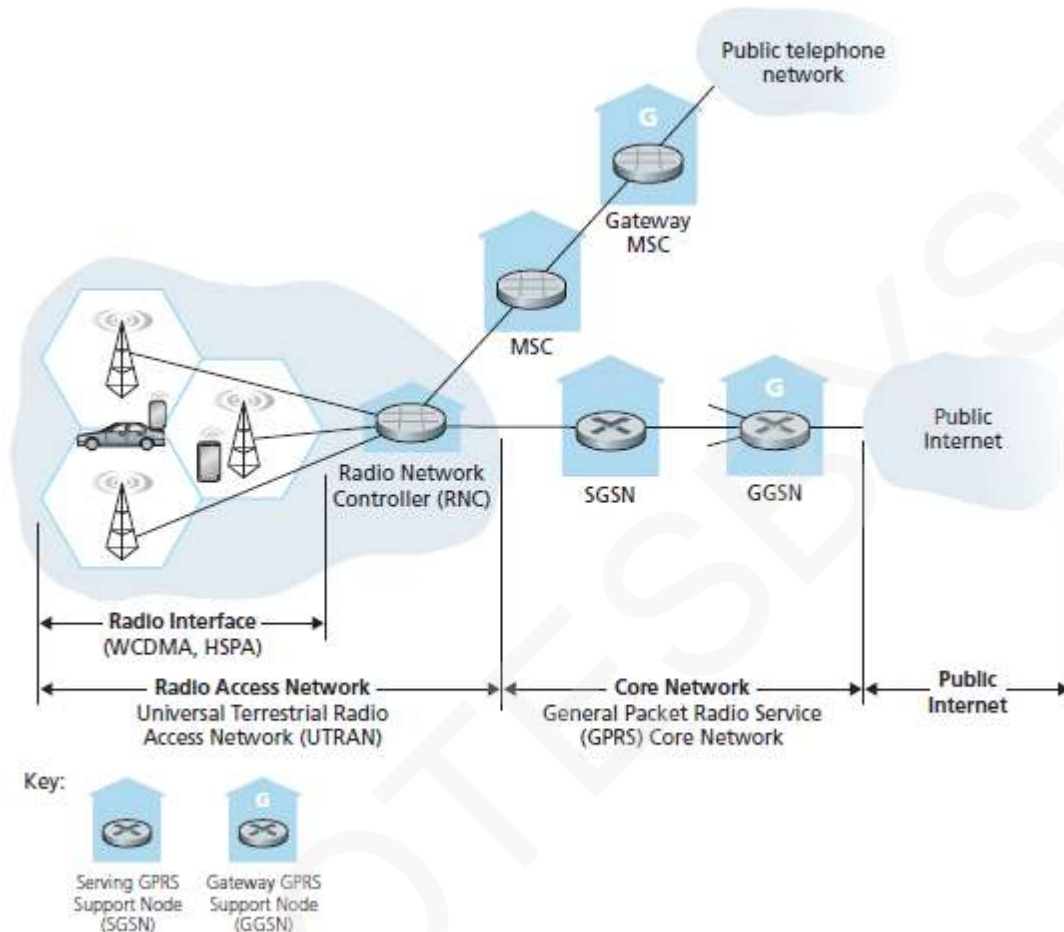 Public telephone
network
G
Gateway
MSC
MSC
G
Public
Internet
Radio Network
Controller (RNC)
SGSN
GGSN
Radio Interface
(WCDMA, HSPA)
Radio Access Network
Universal Terrestrial Radio
Access Network (UTRAN)
Core Network
General Packet Radio Service
(GPRS) Core Network
Public
Internet
Key:
G
Serving GPRS
Support Node
(SGSN)
Gateway GPRS
Support Node
(GGSN)